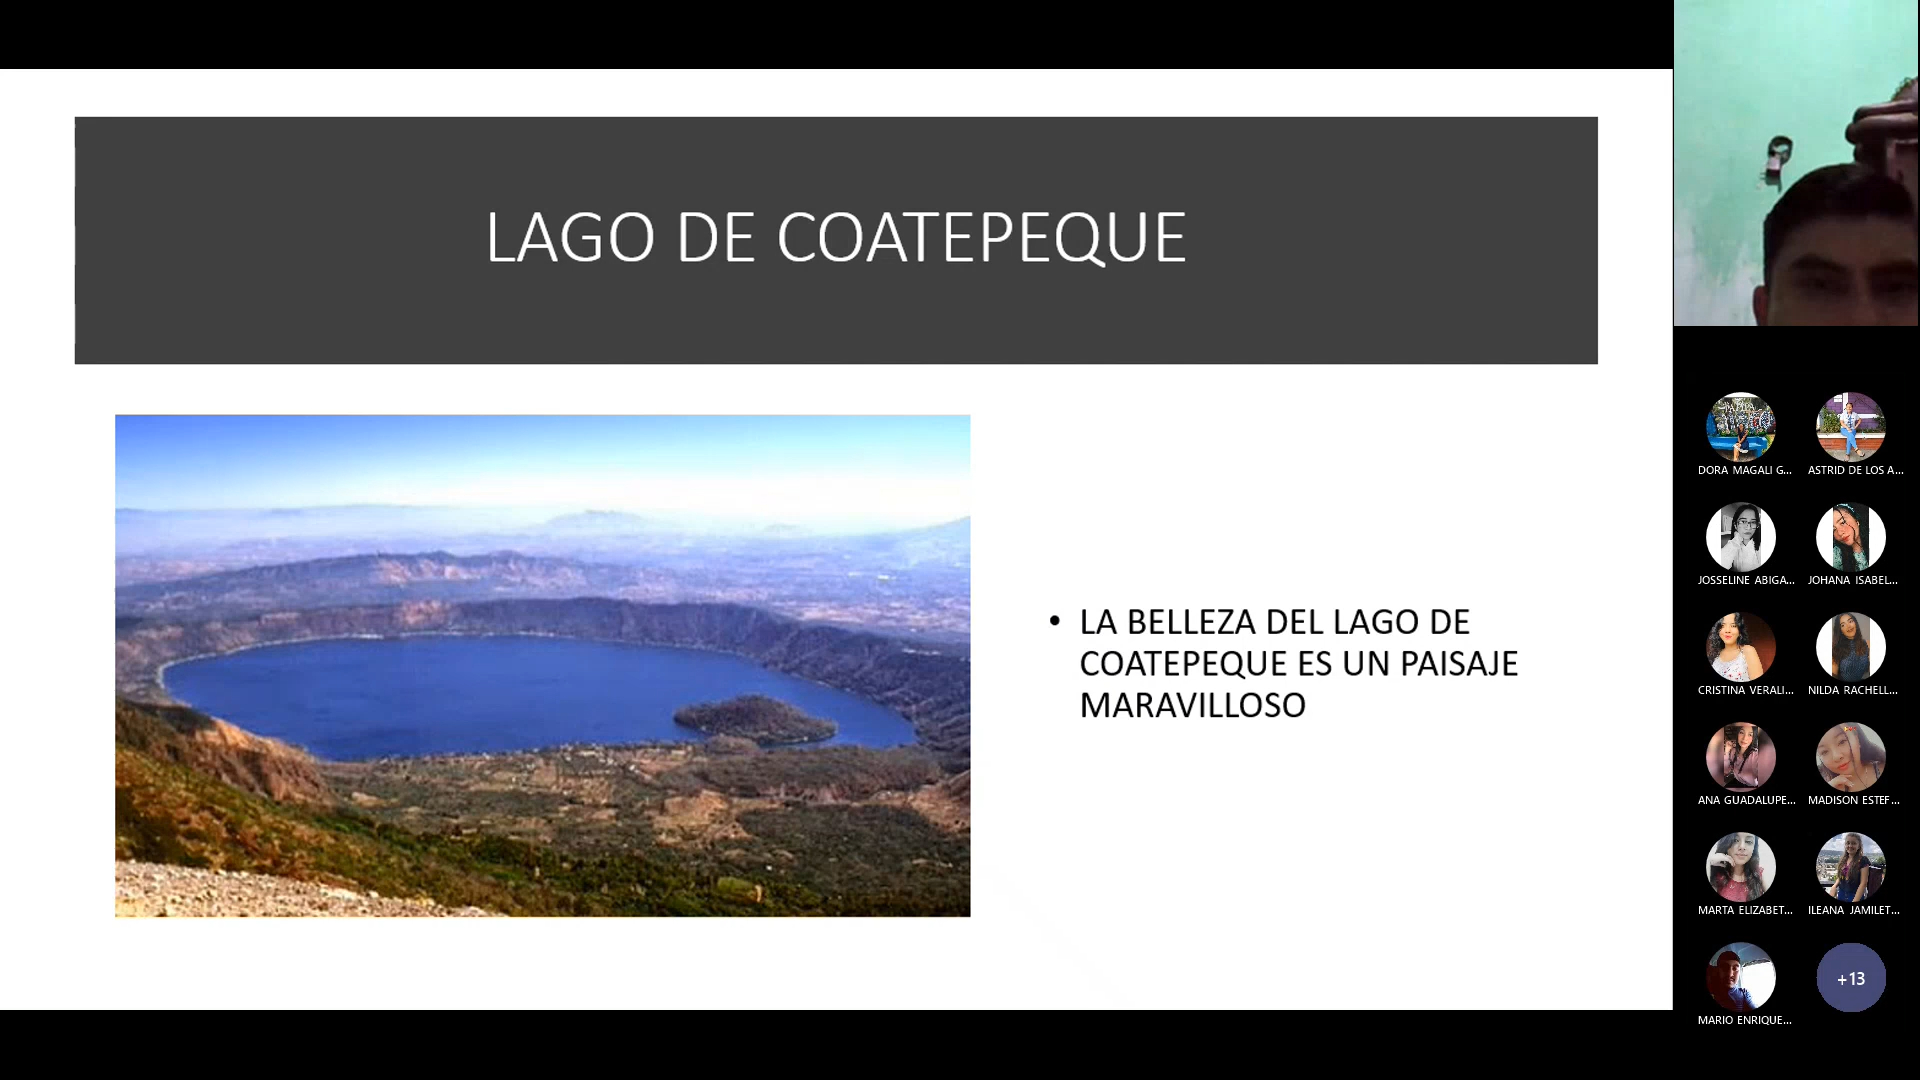 LAGO DE COATEPEQUE
• LA BELLEZA DEL LAGO DE
COATEPEQUE ES UN PAISAJE
MARAVILLOSO
DORA MAGALI G...
ASTRID DE LOS A...
JOSSELINE ABIGA...
JOHANA ISABEL...
CRISTINA VERALI...
NILDA RACHELL...
ANA GUADALUPE...
MADISON ESTEF...
MARTA ELIZABET...
ILEANA JAMILET...
MARIO ENRIQUE...
+13